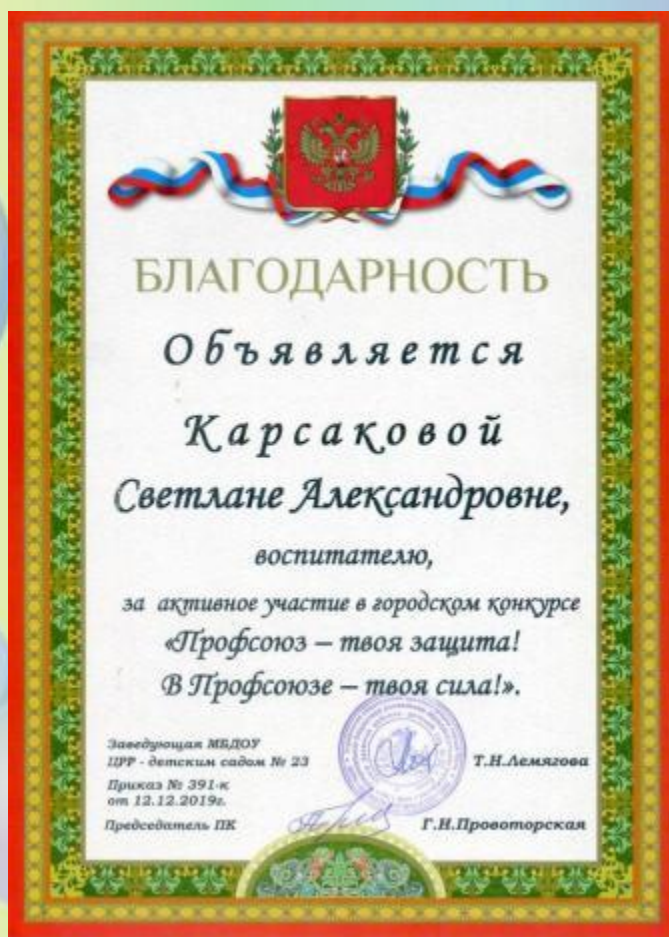 БЛАГОДАРНОСТЬ
Объявляется
Карсаковой
Светлане Александровне,
воспитателю,
за активное участие в городском конкурсе
«Профсоюз – твоя защита!
В Профсоюзе – твоя сила!».
Заведующая МБДОУ
ЦРР - детским садом № 23 Т.Н.Лемягова
Приказ № 391-к
от 12.12.2019г.
Председатель ПК Г.И.Провоторская